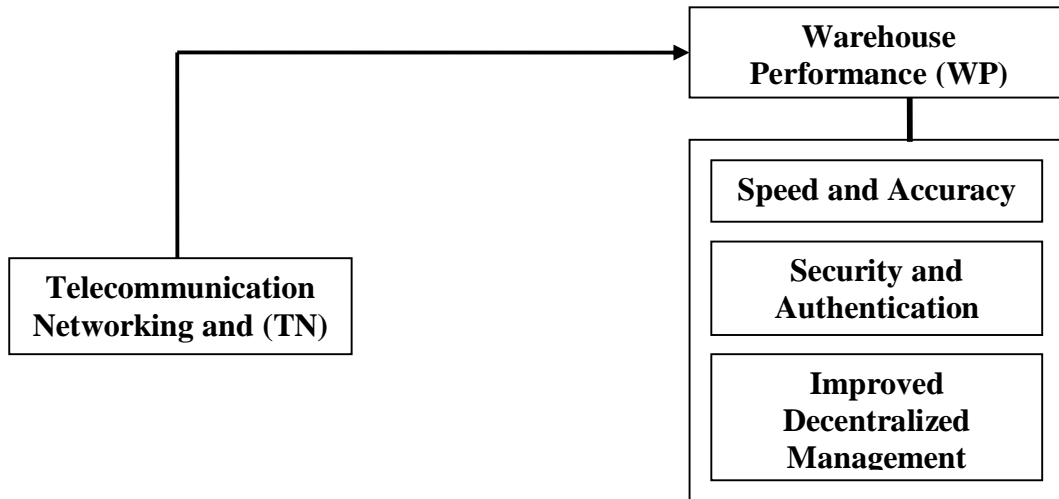 Warehouse
Performance (WP)
Speed and Accuracy
Security and
Authentication
Telecommunication
Networking and (TN)
Improved
Decentralized
Management